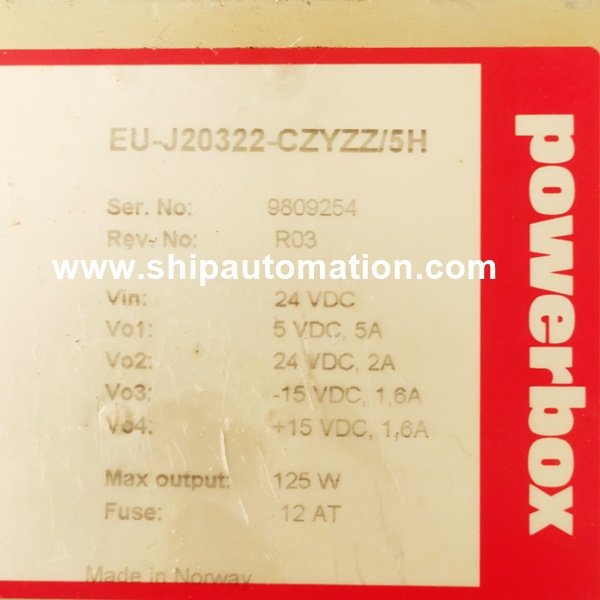 EU-J20322-CZYZZ/5H
Ser. No: 9809254
Rev- No: R03
www.shipautomation.com
Vin: 24 VDC
Vo1: 5 VDC, 5A
Vo2: 24 VDC, 2A
Vo3: -15 VDC, 1,6A
Vo4: +15 VDC, 1,6A
Max output: 125 W
Fuse: 12 AT
Made in Norway
powerbox